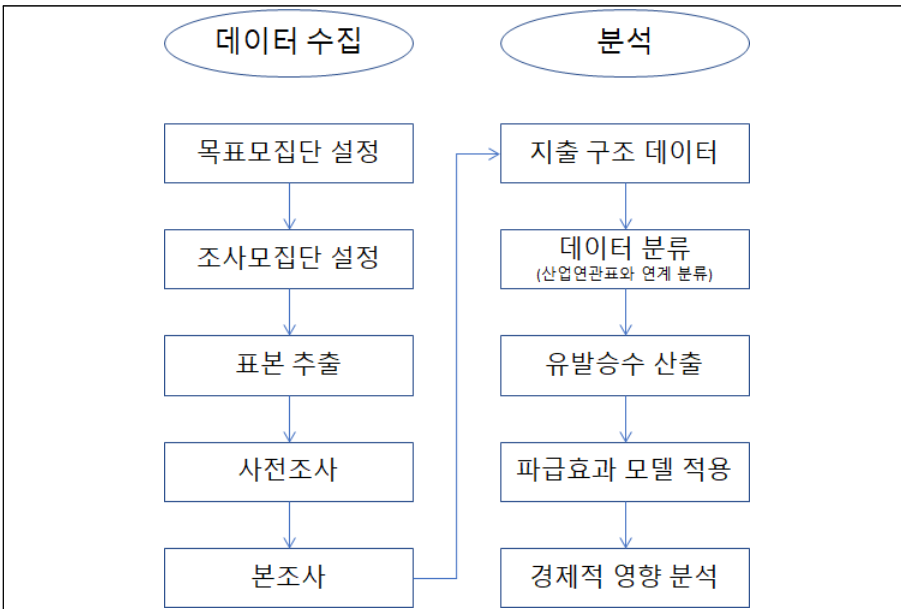 데이터 수집
목표모집단 설정
조사모집단 설정
표본 추출
사전조사
본조사
분석
지출 구조 데이터
데이터 분류
(산업연관표와 연계 분류)
유발승수 산출
파급효과 모델 적용
경제적 영향 분석